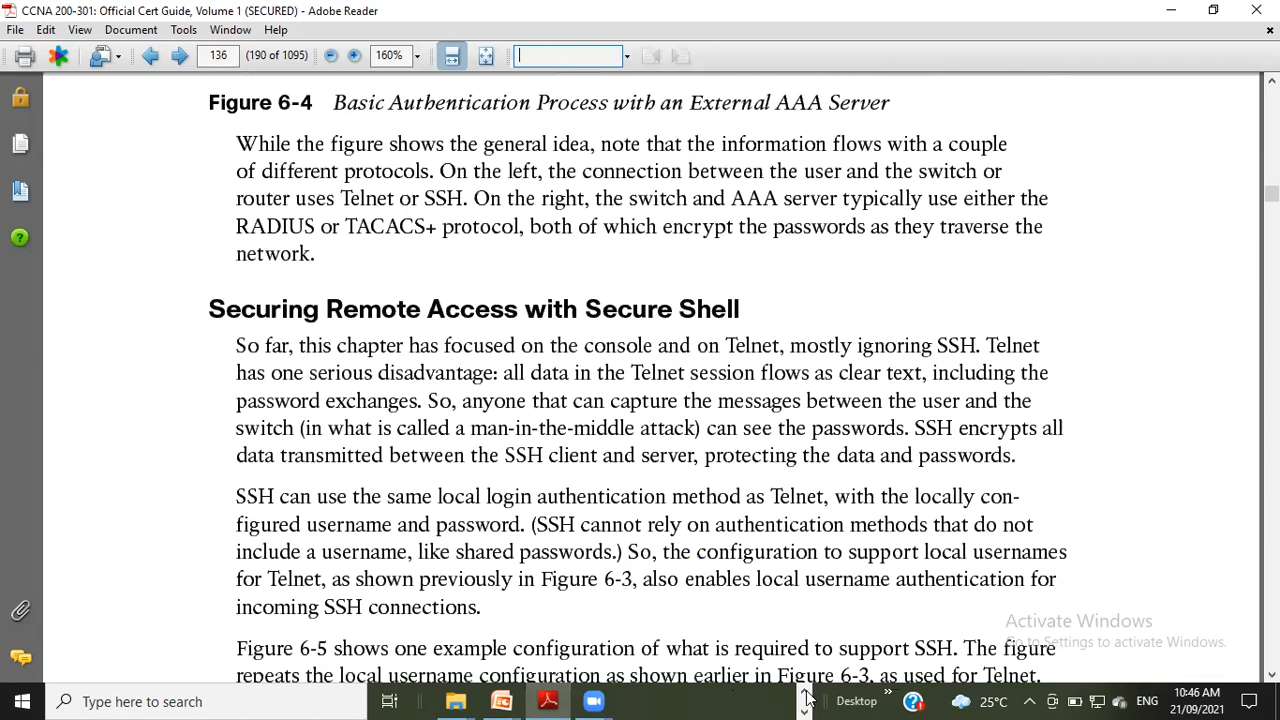 CCNA 200-301: Official Cert Guide, Volume 1 (SECURED) - Adobe Reader
File Edit View Document Tools Window Help
136 (190 of 1095) 160%
Figure 6-4 Basic Authentication Process with an External AAA Server
While the figure shows the general idea, note that the information flows with a couple
of different protocols. On the left, the connection between the user and the switch or
router uses Telnet or SSH. On the right, the switch and AAA server typically use either the
RADIUS or TACACS+ protocol, both of which encrypt the passwords as they traverse the
network.
Securing Remote Access with Secure Shell
So far, this chapter has focused on the console and on Telnet, mostly ignoring SSH. Telnet
has one serious disadvantage: all data in the Telnet session flows as clear text, including the
password exchanges. So, anyone that can capture the messages between the user and the
switch (in what is called a man-in-the-middle attack) can see the passwords. SSH encrypts all
data transmitted between the SSH client and server, protecting the data and passwords.
SSH can use the same local login authentication method as Telnet, with the locally con-
figured username and password. (SSH cannot rely on authentication methods that do not
include a username, like shared passwords.) So, the configuration to support local usernames
for Telnet, as shown previously in Figure 6-3, also enables local username authentication for
incoming SSH connections.
Activate Windows
Go to Settings to activate Windows.
Figure 6-5 shows one example configuration of what is required to support SSH. The figure
repeats the local username configuration as shown earlier in Figure 6-3, as used for Telnet.
Type here to search
Desktop
25°C
ENG
10:46 AM
21/09/2021